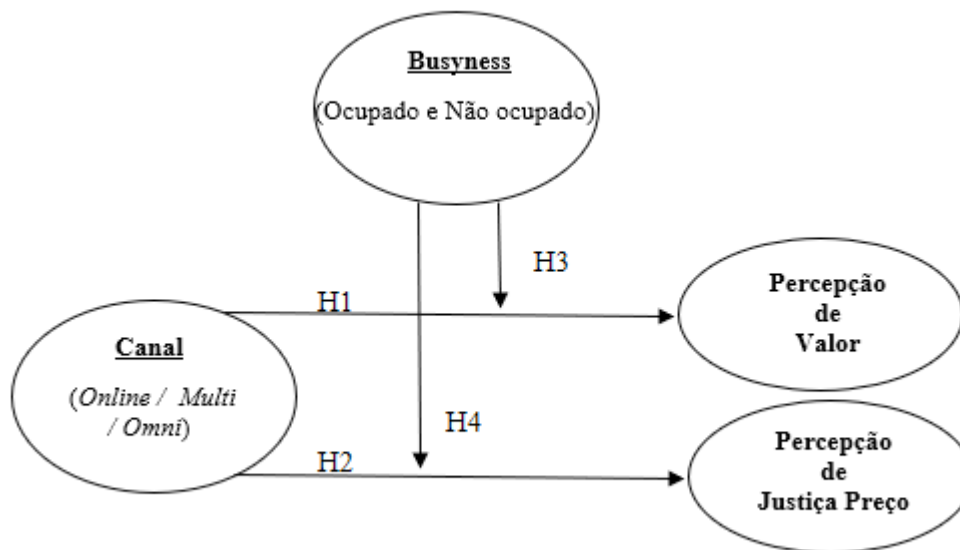 Busyness
(Ocupado e Não ocupado)
H3
H1
Percepção
de
Valor
Canal
(Online / Multi
/ Omni)
H4
H2
Percepção
de
Justiça Preço